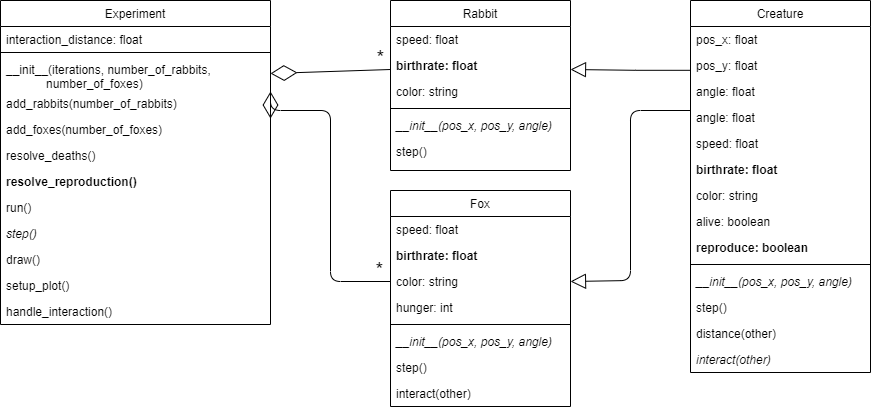 Experiment
interaction_distance: float
__init__(iterations, number_of_rabbits,
number_of_foxes)
add_rabbits(number_of_rabbits)
add_foxes(number_of_foxes)
resolve_deaths()
resolve_reproduction()
run()
step()
draw()
setup_plot()
handle_interaction()
*
*
Rabbit
speed: float
birthrate: float
color: string
__init__(pos_x, pos_y, angle)
step()
Fox
speed: float
birthrate: float
color: string
hunger: int
__init__(pos_x, pos_y, angle)
step()
interact(other)
Creature
pos_x: float
pos_y: float
angle: float
angle: float
speed: float
birthrate: float
color: string
alive: boolean
reproduce: boolean
__init__(pos_x, pos_y, angle)
step()
distance(other)
interact(other)